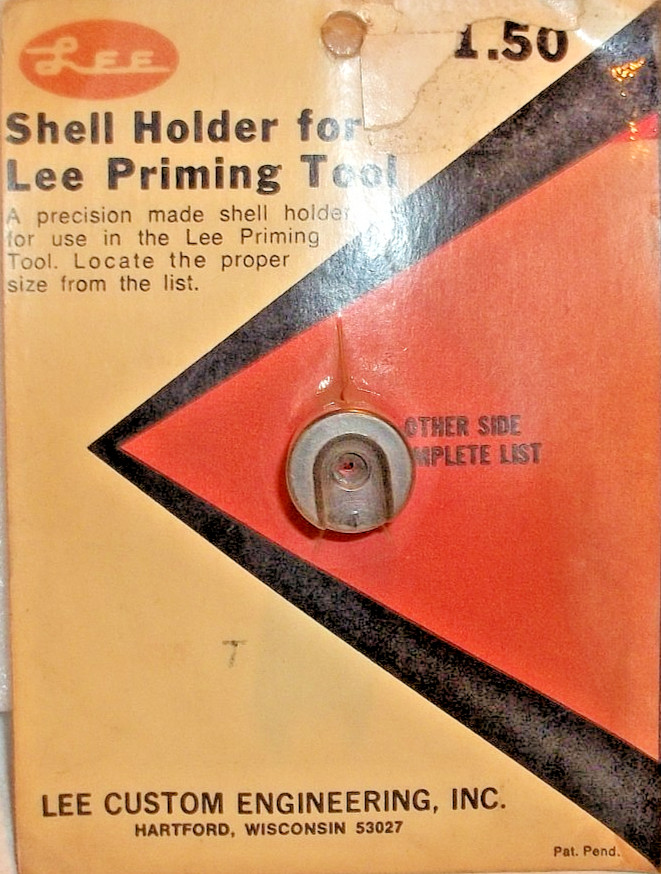 LEE
1.50
Shell Holder for
Lee Priming Tool
A precision made shell holder
for use in the Lee Priming
Tool. Locate the proper
size from the list.
OTHER SIDE
MPLETE LIST
T
LEE CUSTOM ENGINEERING, INC.
HARTFORD, WISCONSIN 53027
Pat. Pend.